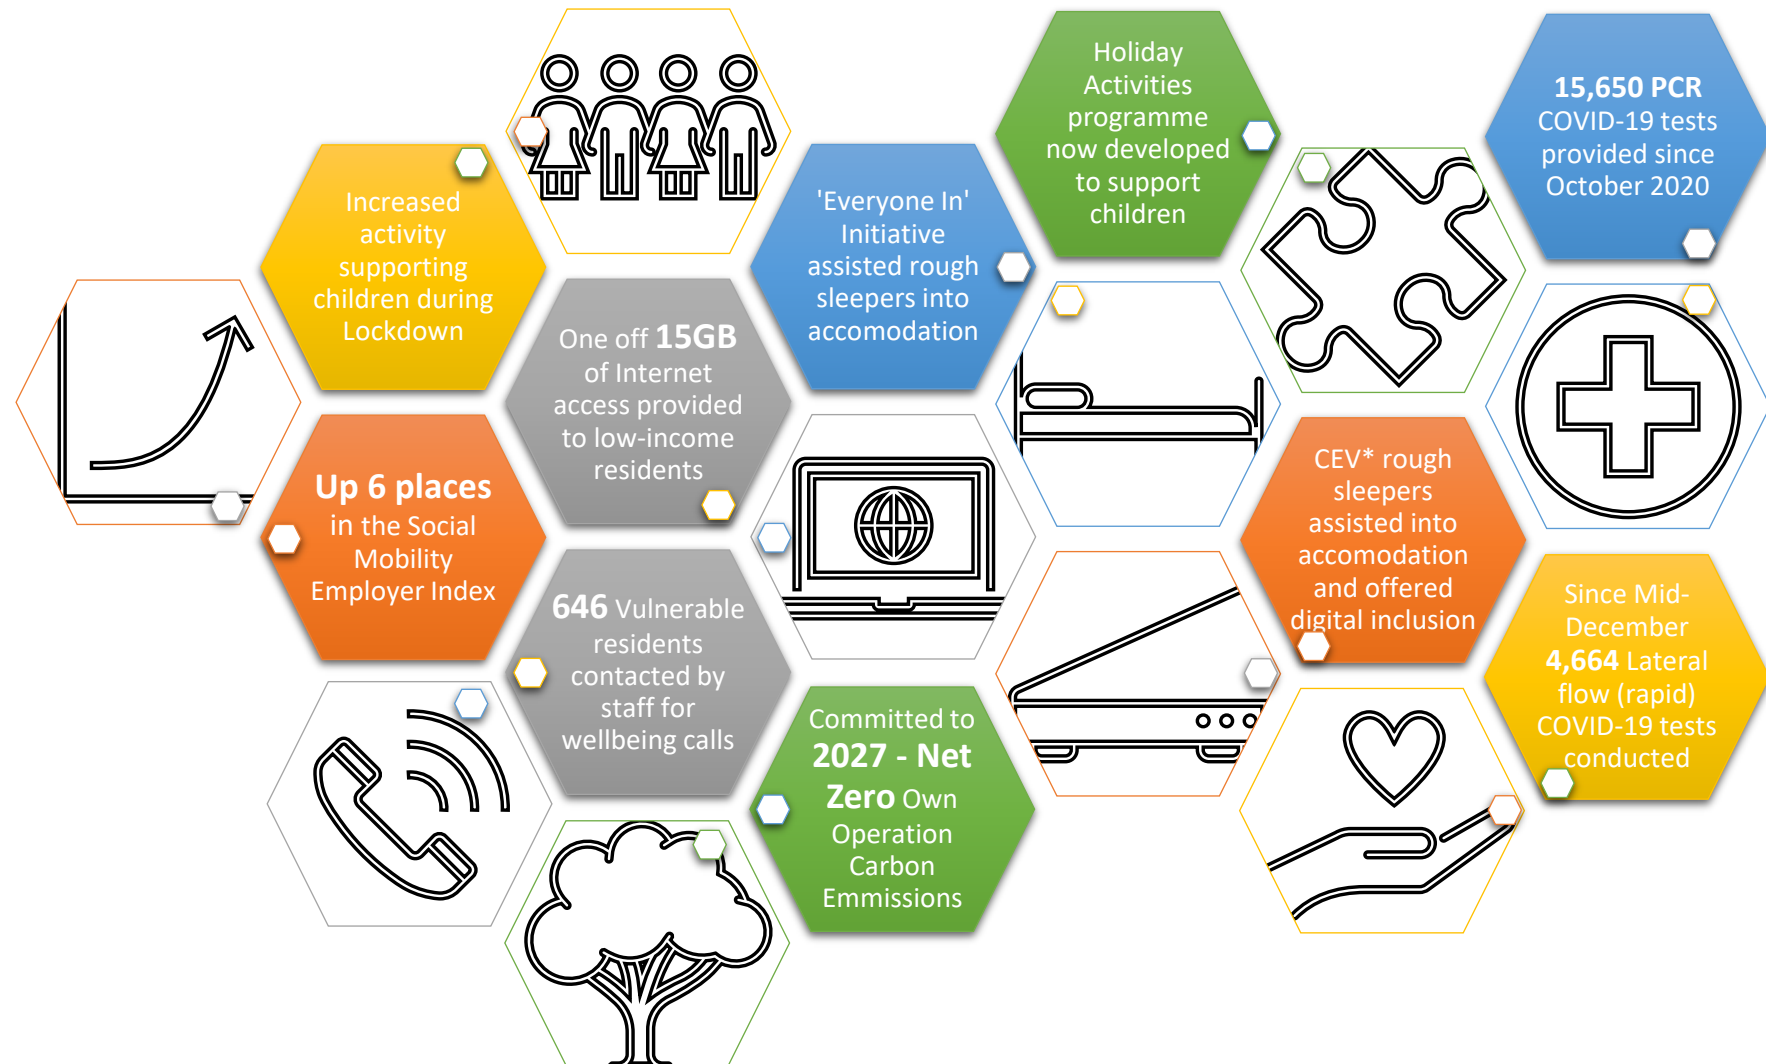 Increased
activity
supporting
children during
Lockdown
Up 6 places
in the Social
Mobility
Employer Index
One off 15GB
of Internet
access provided
to low-income
residents
646 Vulnerable
residents
contacted by
staff for
wellbeing calls
'Everyone In'
Initiative
assisted rough
sleepers into
accomodation
Committed to
2027 - Net
Zero Own
Operation
Carbon
Emmissions
Holiday
Activities
programme
now developed
to support
children
CEV* rough
sleepers
assisted into
accomodation
and offered
digital inclusion
15,650 PCR
COVID-19 tests
provided since
October 2020
Since Mid-
December
4,664 Lateral
flow (rapid)
COVID-19 tests
conducted